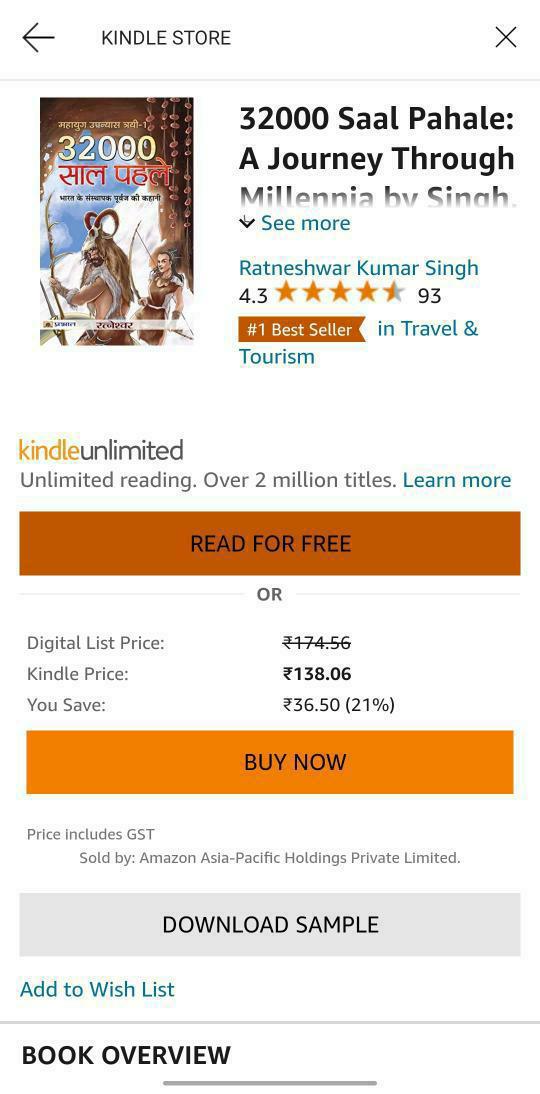 KINDLE STORE
महायुग उपन्यास त्रयी-1
32000
साल पहले
भारत के संस्थापक पूर्वज की कहानी
प्रभात
रत्नेश्वर
32000 Saal Pahale:
A Journey Through
Millennia by Singh,
See more
Ratneshwar Kumar Singh
4.3 93
#1 Best Seller in Travel &
Tourism
kindleunlimited
Unlimited reading. Over 2 million titles. Learn more
READ FOR FREE
OR
Digital List Price: ₹174.56
Kindle Price: ₹138.06
You Save: ₹36.50 (21%)
BUY NOW
Price includes GST
Sold by: Amazon Asia-Pacific Holdings Private Limited.
DOWNLOAD SAMPLE
Add to Wish List
BOOK OVERVIEW